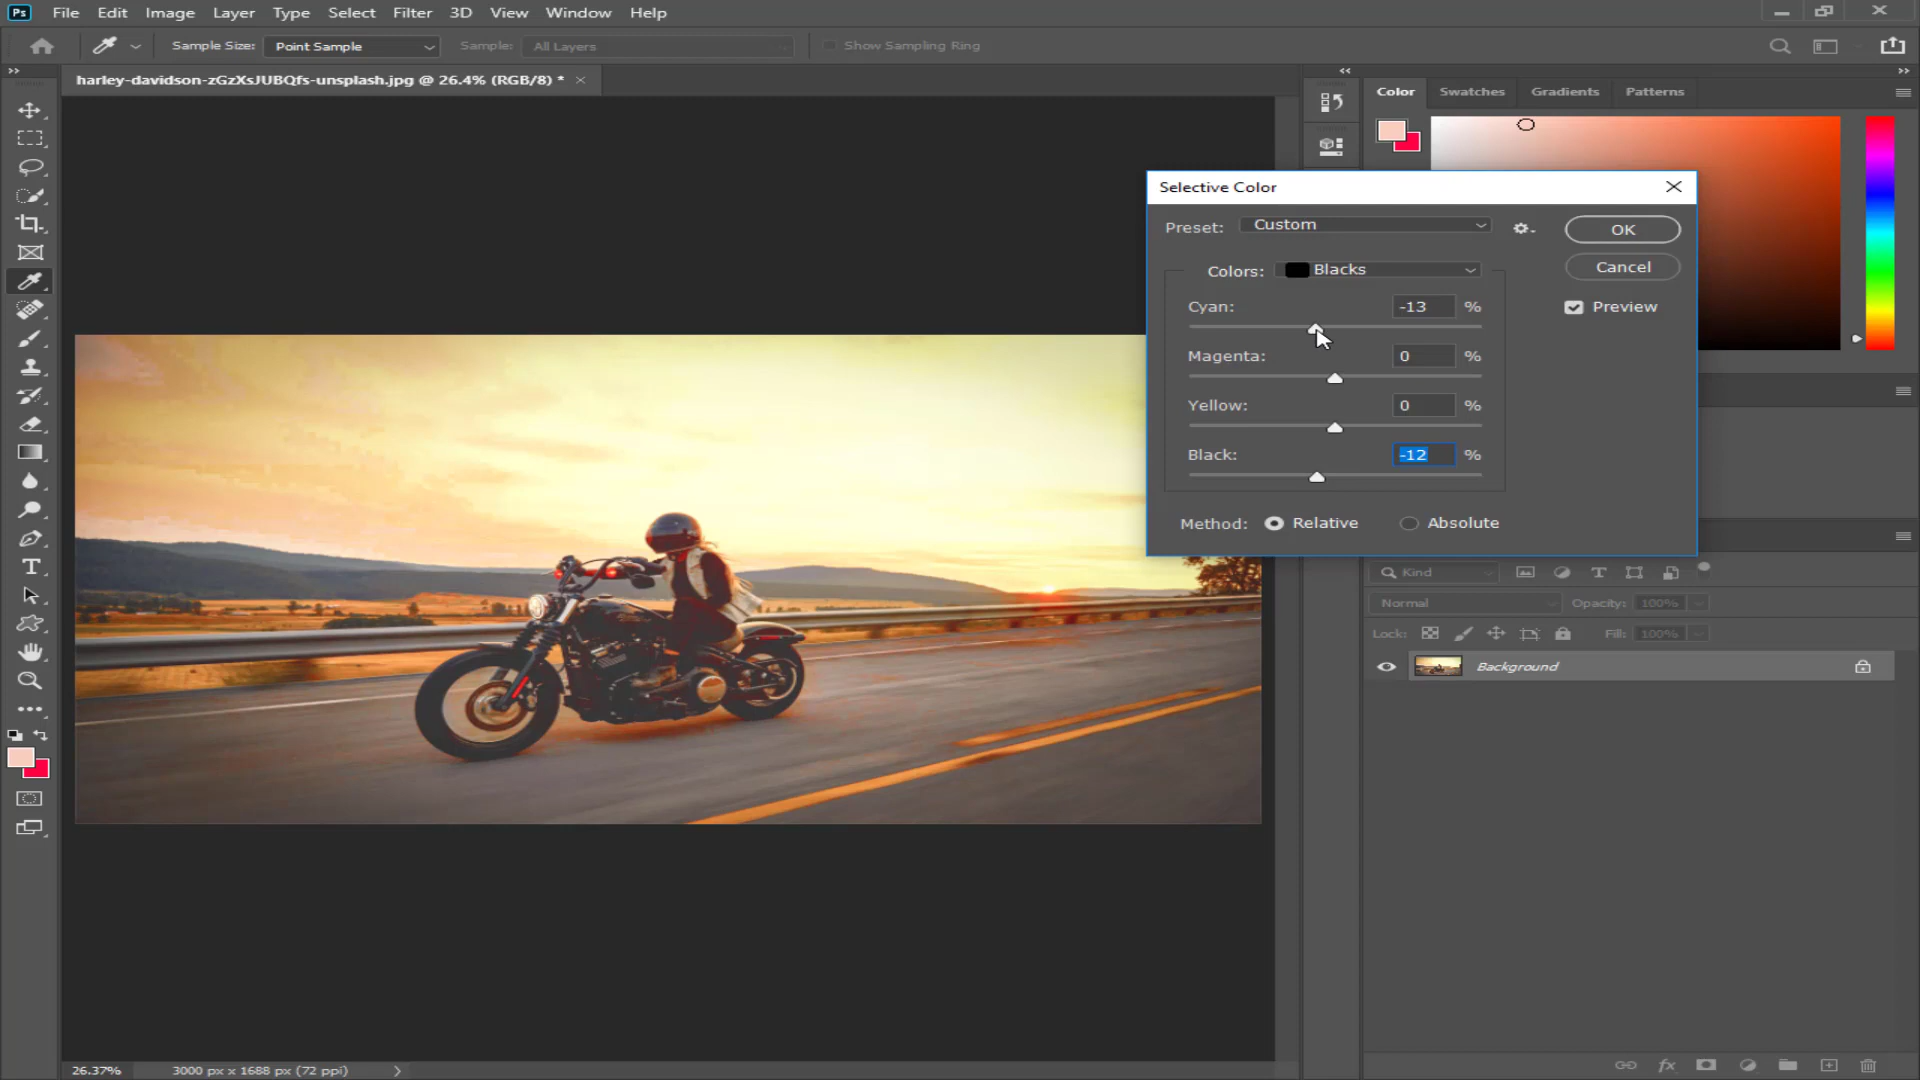 Ps File Edit Image Layer Type Select Filter 3D View Window Help
Sample Size: Point Sample Sample: All Layers Show Sampling Ring
harley-davidson-zGzXsJUBQfs-unsplash.jpg @ 26.4% (RGB/8) *
Color Swatches Gradients Patterns
Selective Color
Preset: Custom
OK
Colors: Blacks
Cancel
Cyan: -13 %
Preview
Magenta: 0 %
Yellow: 0 %
Black: -12 %
Method: Relative Absolute
Kind
Normal Opacity: 100%
Lock: Fill: 100%
Background
26.37% 3000 px x 1688 px (72 ppi)